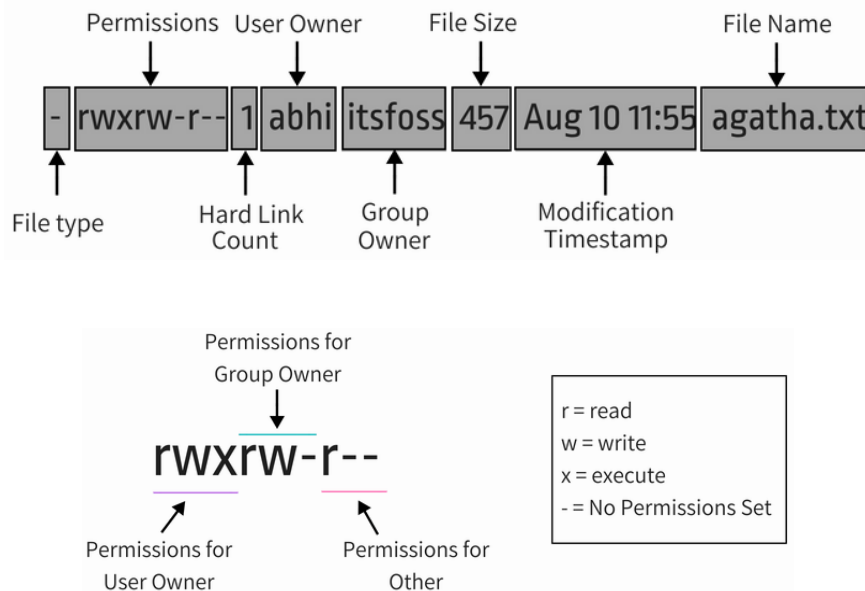 Permissions User Owner File Size File Name
- rwxrw-r-- 1 abhi itsfoss 457 Aug 10 11:55 agatha.txt
File type Hard Link Count Group Owner Modification Timestamp
Permissions for
Group Owner
rwxrw-r--
Permissions for
User Owner
Permissions for
Other
r = read
w = write
x = execute
- = No Permissions Set